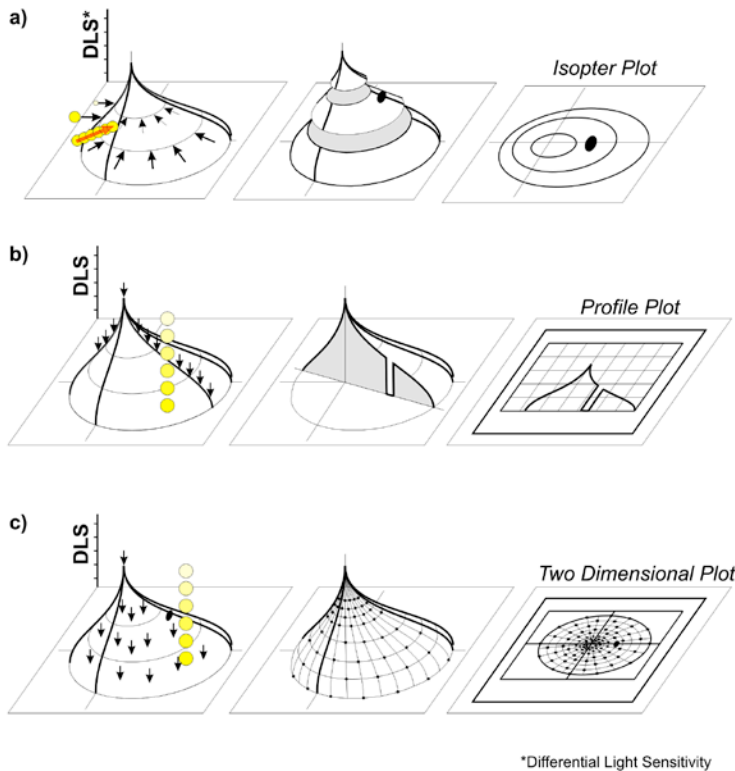 a)
DLS*
Isopter Plot
b)
DLS
Profile Plot
c)
DLS
Two Dimensional Plot
*Differential Light Sensitivity